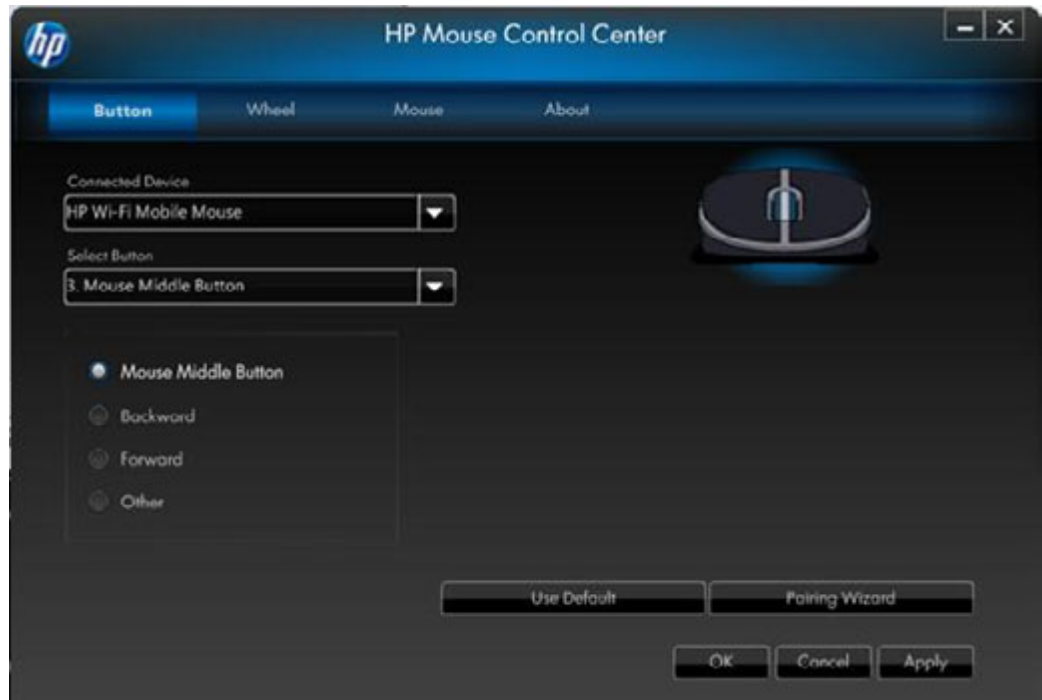 hp
HP Mouse Control Center
Button Wheel Mouse About
Connected Device
HP Wi-Fi Mobile Mouse
Select Button
3. Mouse Middle Button
Mouse Middle Button
Backward
Forward
Other
Use Default Pairing Wizard
OK Cancel Apply